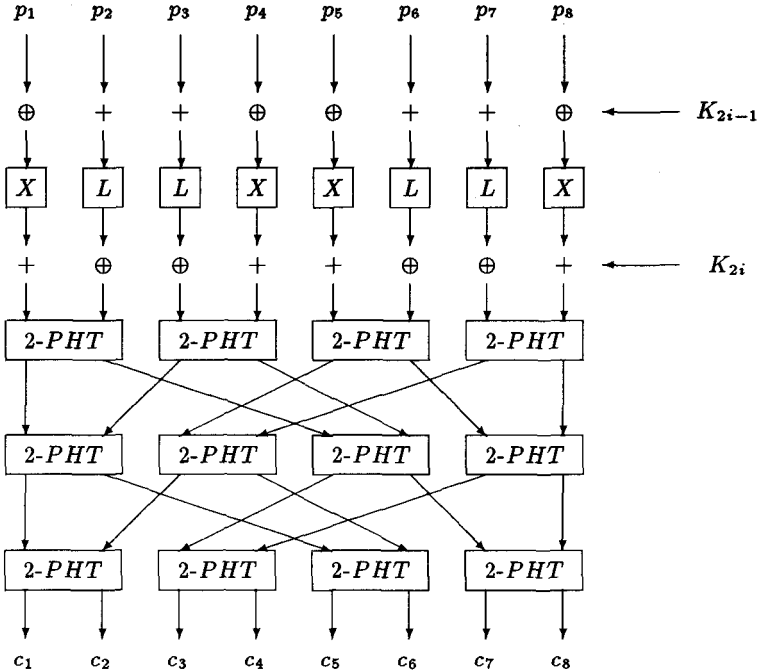 p₁ p₂ p₃ p₄ p₅ p₆ p₇ p₈
⊕ + + ⊕ ⊕ + + ⊕ K₂ᵢ₋₁
X L L X X L L X
+ ⊕ ⊕ + + ⊕ ⊕ + K₂ᵢ
2-PHT 2-PHT 2-PHT 2-PHT
2-PHT 2-PHT 2-PHT 2-PHT
2-PHT 2-PHT 2-PHT 2-PHT
c₁ c₂ c₃ c₄ c₅ c₆ c₇ c₈